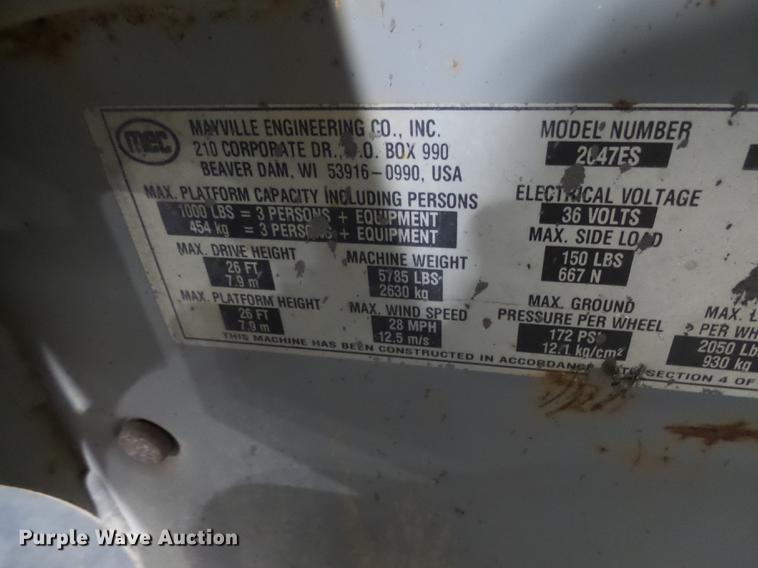 mec
MAYVILLE ENGINEERING CO., INC.
210 CORPORATE DR., P.O. BOX 990
BEAVER DAM, WI 53916-0990, USA
MODEL NUMBER
2047ES
MAX. PLATFORM CAPACITY INCLUDING PERSONS
1000 LBS = 3 PERSONS + EQUIPMENT
454 kg = 3 PERSONS + EQUIPMENT
ELECTRICAL VOLTAGE
36 VOLTS
MAX. DRIVE HEIGHT
26 FT
7.9 m
MACHINE WEIGHT
5785 LBS
2630 kg
MAX. SIDE LOAD
150 LBS
667 N
MAX. PLATFORM HEIGHT
26 FT
7.9 m
MAX. WIND SPEED
28 MPH
12.5 m/s
MAX. GROUND
PRESSURE PER WHEEL
172 PSI
12.1 kg/cm²
MAX. L
PER WH
2050 LB
930 kg
THIS MACHINE HAS BEEN CONSTRUCTED IN ACCORDANCE TO SECTION 4 OF
Purple Wave Auction